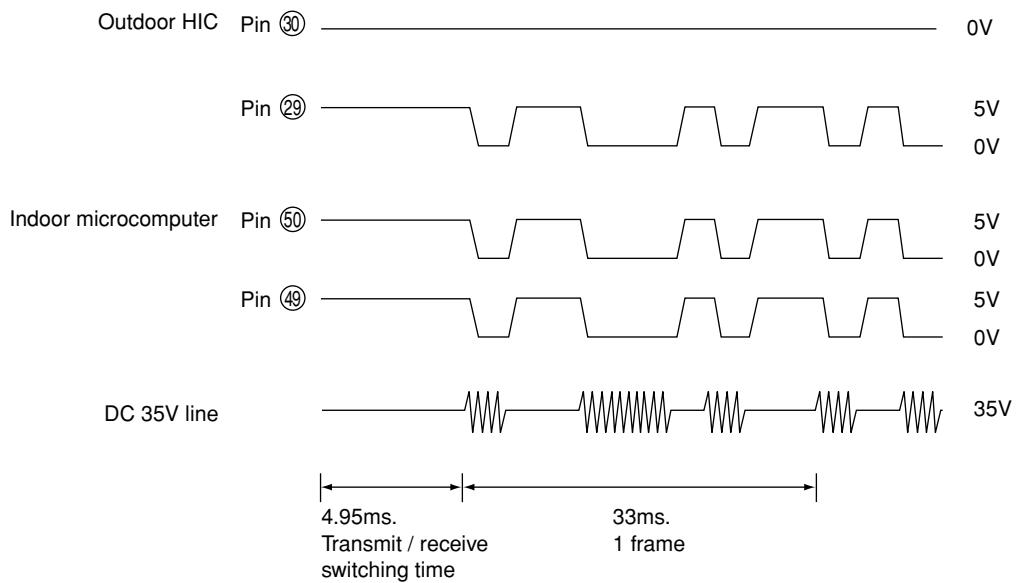 Outdoor HIC Pin ㉚ 0V
Pin ㉙ 5V
0V
Indoor microcomputer Pin ㊿ 5V
0V
Pin ㊾ 5V
0V
DC 35V line 35V
4.95ms. 33ms.
Transmit / receive 1 frame
switching time